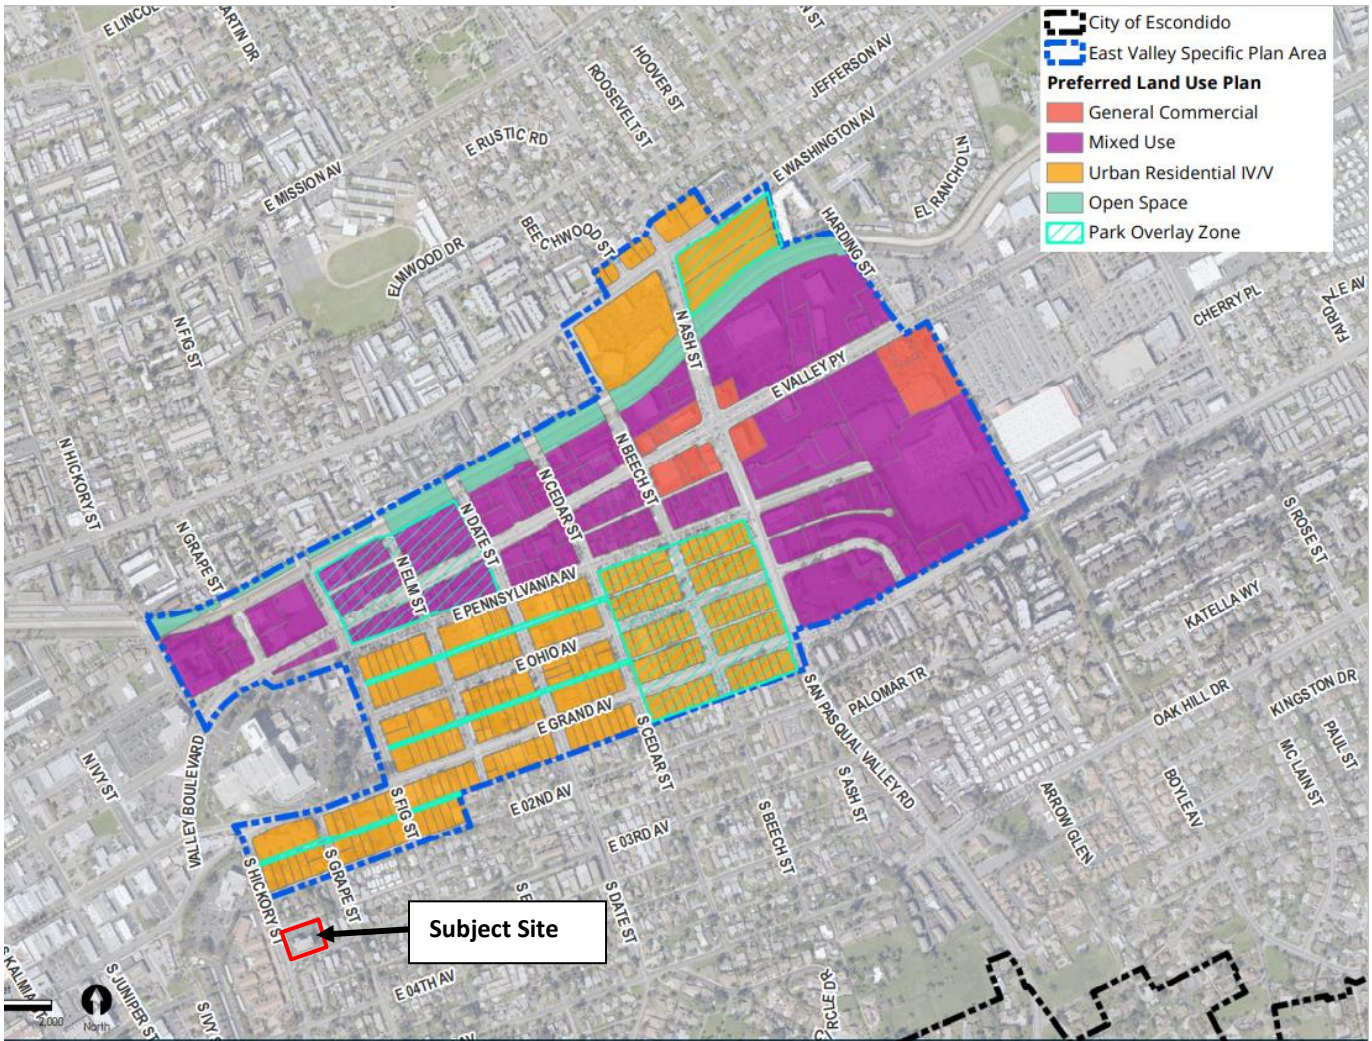 City of Escondido
East Valley Specific Plan Area
Preferred Land Use Plan
General Commercial
Mixed Use
Urban Residential IV/V
Open Space
Park Overlay Zone
MARTIN DR
HOOVER ST
JEFFERSON AV
ROOSEVELT ST
E RUSTIC RD
E WASHINGTON AV
E MISSION AV
EL RANCHO LN
HARDING ST
BEECHWOOD ST
ELMWOOD DR
CHERRY PL
N FIG ST
N ASH ST
E VALLEY PY
N HICKORY ST
N BEECH ST
N CEDAR ST
N DATE ST
S ROSE ST
N GRAPE ST
N ELM ST
E PENNSYLVANIA AV
KATELLA WY
E OHIO AV
E GRAND AV
PALOMAR TR
OAK HILL DR
KINGSTON DR
SAN PASQUAL VALLEY RD
S CEDAR ST
PAUL ST
MC LAIN ST
N IVY ST
VALLEY BOULEVARD
S ASH ST
BOYLE AV
ARROW GLEN
E 02ND AV
S FIG ST
E 03RD AV
S BEECH ST
S HICKORY ST
S GRAPE ST
S DATE ST
Subject Site
E 04TH AV
S JUNIPER ST
2,000
North